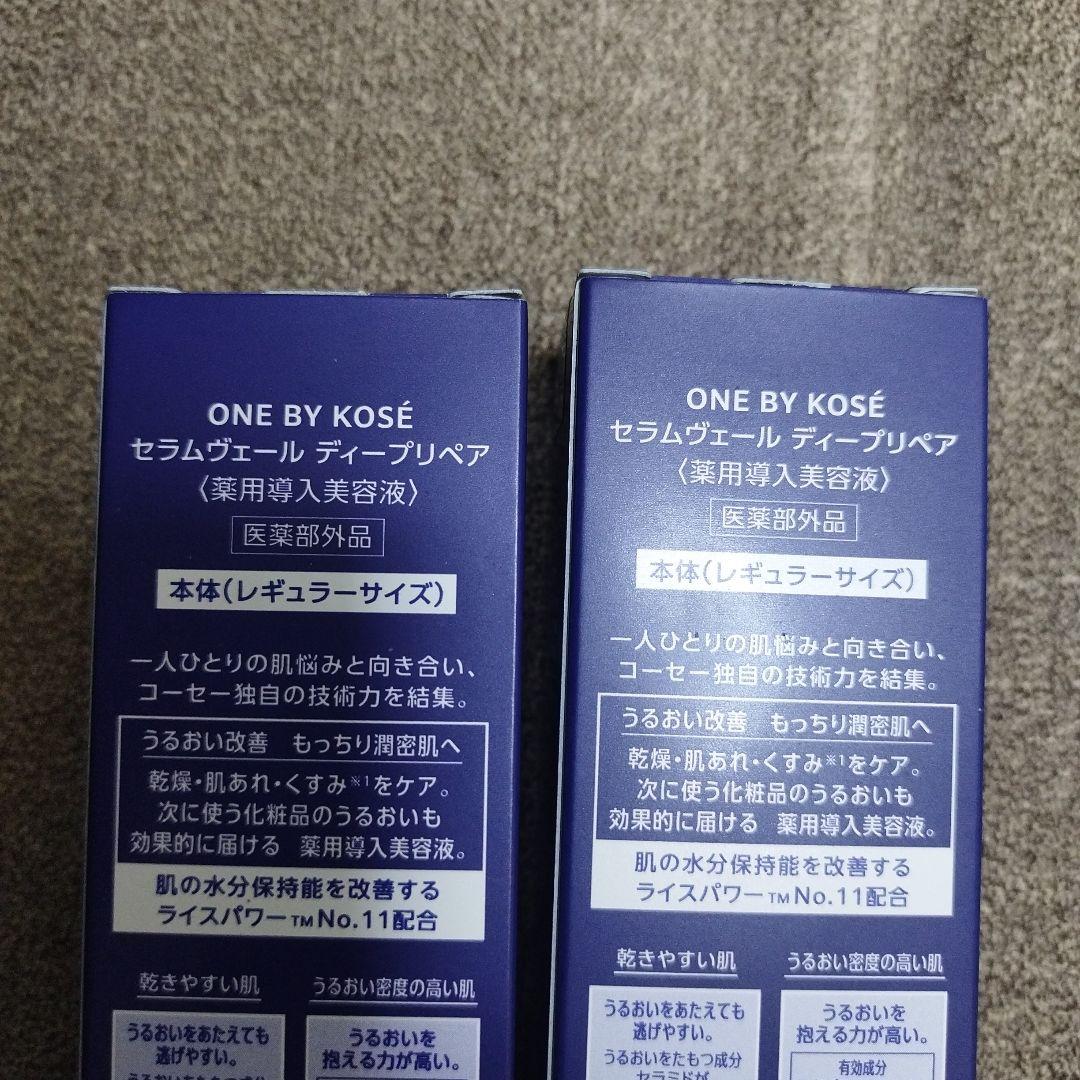 ONE BY KOSÉ
セラムヴェール ディープリペア
〈薬用導入美容液〉
医薬部外品
本体(レギュラーサイズ)
一人ひとりの肌悩みと向き合い、
コーセー独自の技術力を結集。
うるおい改善 もっちり潤密肌へ
乾燥・肌あれ・くすみ※1をケア。
次に使う化粧品のうるおいも
効果的に届ける 薬用導入美容液。
肌の水分保持能を改善する
ライスパワー™No.11配合
乾きやすい肌
うるおい密度の高い肌
うるおいをあたえても
逃げやすい。
うるおいを
抱える力が高い。
ONE BY KOSÉ
セラムヴェール ディープリペア
〈薬用導入美容液〉
医薬部外品
本体(レギュラーサイズ)
一人ひとりの肌悩みと向き合い、
コーセー独自の技術力を結集。
うるおい改善 もっちり潤密肌へ
乾燥・肌あれ・くすみ※1をケア。
次に使う化粧品のうるおいも
効果的に届ける 薬用導入美容液。
肌の水分保持能を改善する
ライスパワー™No.11配合
乾きやすい肌
うるおい密度の高い肌
うるおいをあたえても
逃げやすい。
うるおいをたもつ成分
セラミドが
うるおいを
抱える力が高い。
有効成分